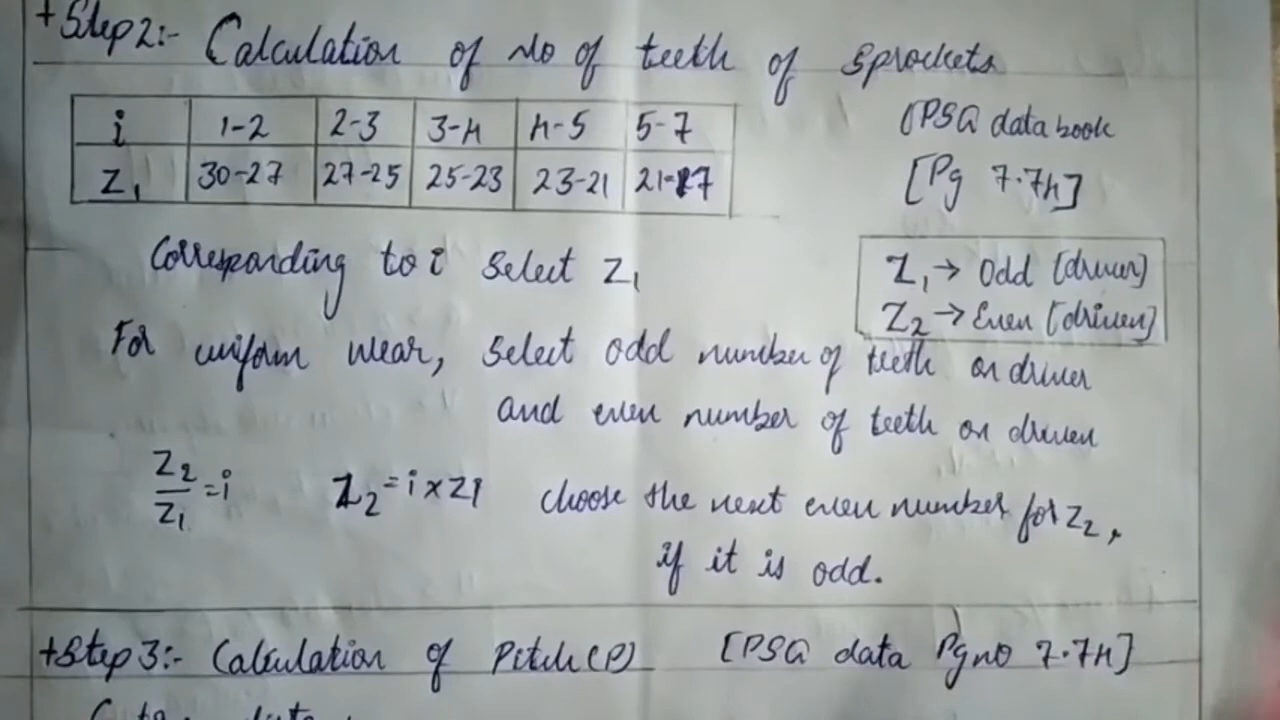 +Step2:- Calculation of No of teeth of Sprockets
i 1-2 2-3 3-4 4-5 5-7
Z1 30-27 27-25 25-23 23-21 21-17
[PSG data book
[Pg 7.74]
Corresponding to i Select Z1
Z1 → Odd [driver]
Z2 → Even [driven]
For uniform wear, select odd number of teeth on driver
and even number of teeth on driven
Z2/Z1 = i Z2 = i x Z1 choose the next even number for Z2,
if it is odd.
+Step 3:- Calculation of Pitch (P) [PSG data Pg no 7.74]